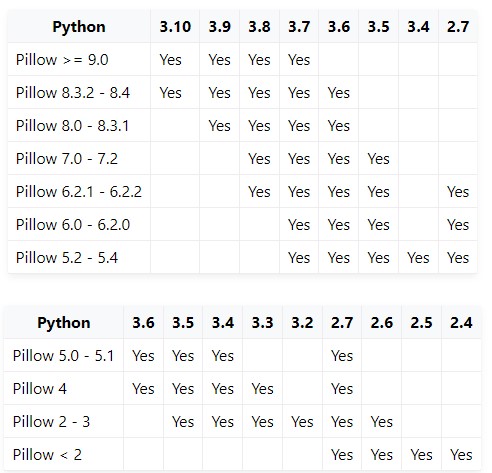 Python 3.10 3.9 3.8 3.7 3.6 3.5 3.4 2.7
Pillow >= 9.0 Yes Yes Yes Yes
Pillow 8.3.2 - 8.4 Yes Yes Yes Yes Yes
Pillow 8.0 - 8.3.1 Yes Yes Yes Yes
Pillow 7.0 - 7.2 Yes Yes Yes Yes
Pillow 6.2.1 - 6.2.2 Yes Yes Yes Yes Yes
Pillow 6.0 - 6.2.0 Yes Yes Yes Yes
Pillow 5.2 - 5.4 Yes Yes Yes Yes Yes
Python 3.6 3.5 3.4 3.3 3.2 2.7 2.6 2.5 2.4
Pillow 5.0 - 5.1 Yes Yes Yes Yes
Pillow 4 Yes Yes Yes Yes Yes
Pillow 2 - 3 Yes Yes Yes Yes Yes Yes
Pillow < 2 Yes Yes Yes Yes